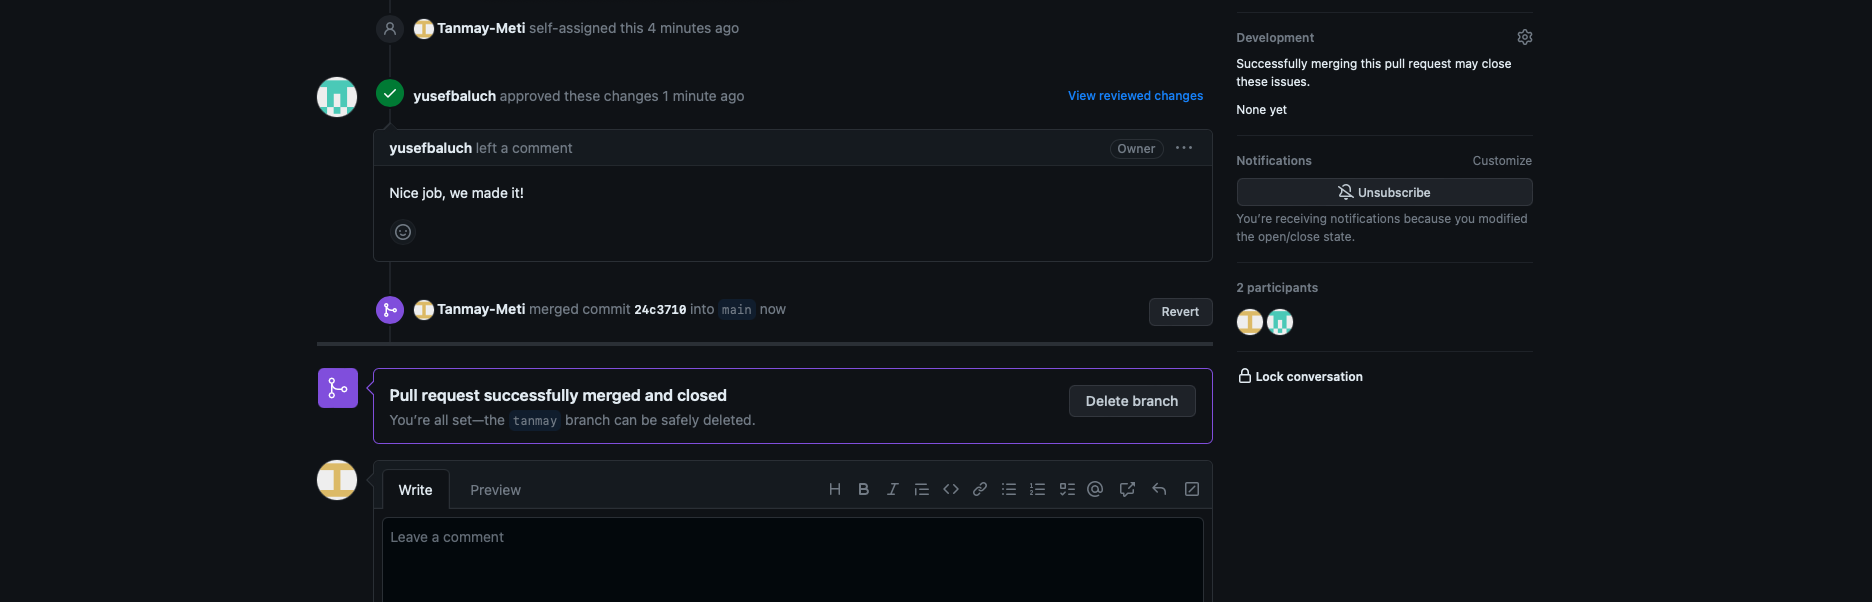 Tanmay-Meti self-assigned this 4 minutes ago
yusefbaluch approved these changes 1 minute ago
View reviewed changes
yusefbaluch left a comment
Owner
Nice job, we made it!
Tanmay-Meti merged commit 24c3710 into main now
Revert
Pull request successfully merged and closed
You're all set—the tanmay branch can be safely deleted.
Delete branch
Write
Preview
Leave a comment
Development
Successfully merging this pull request may close
these issues.
None yet
Notifications
Customize
Unsubscribe
You're receiving notifications because you modified
the open/close state.
2 participants
Lock conversation